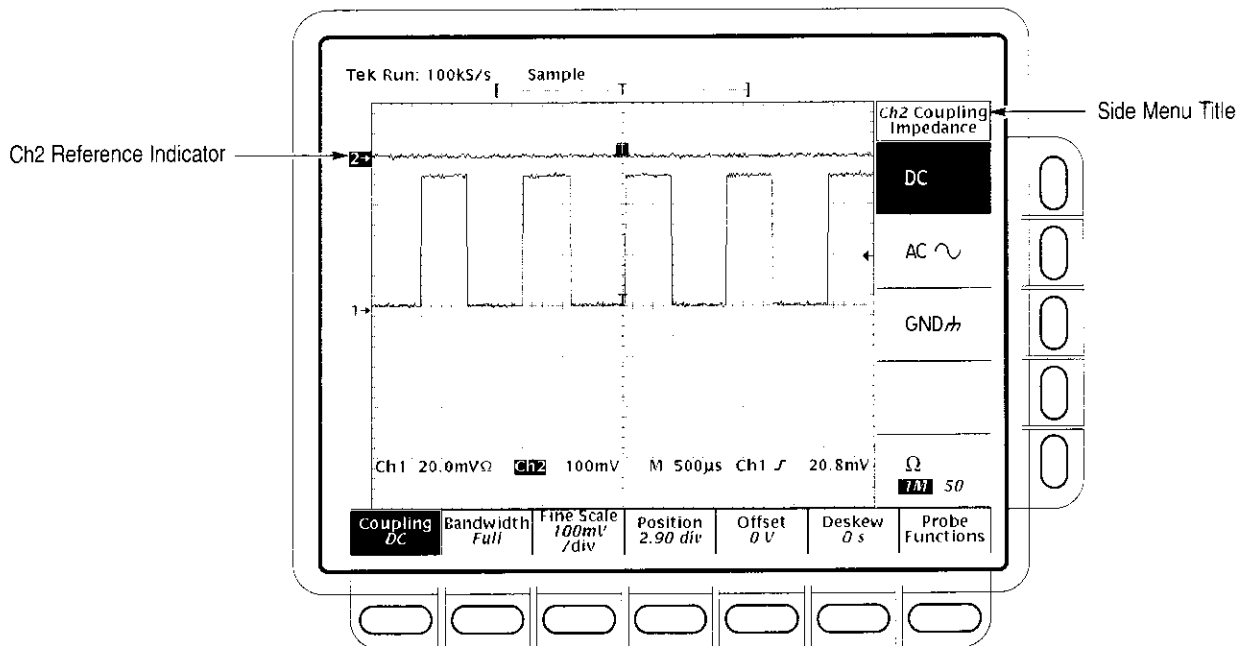 Tek Run: 100kS/s Sample
[ T ]
Ch2 Coupling
Impedance
Side Menu Title
Ch2 Reference Indicator
2→
DC
AC
GND
T
1→
Ch1 20.0mVΩ Ch2 100mV M 500µs Ch1 ƒ 20.8mV
Ω
1M 50
Coupling
DC
Bandwidth
Full
Fine Scale
100mV
/div
Position
2.90 div
Offset
0 V
Deskew
0 s
Probe
Functions